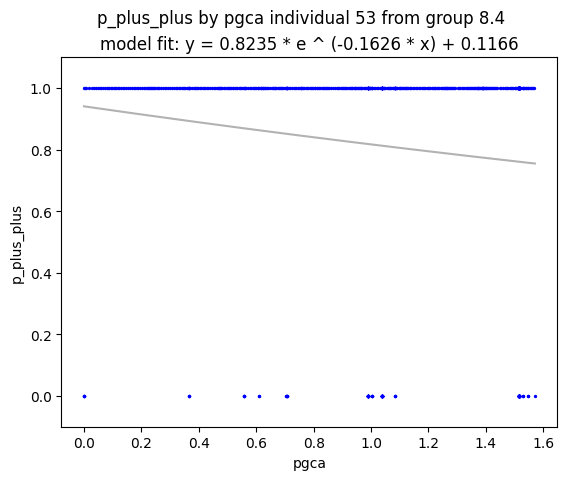 p_plus_plus by pgca individual 53 from group 8.4
model fit: y = 0.8235 * e ^ (-0.1626 * x) + 0.1166
1.0
0.8
0.6
0.4
0.2
0.0
p_plus_plus
0.0 0.2 0.4 0.6 0.8 1.0 1.2 1.4 1.6
pgca